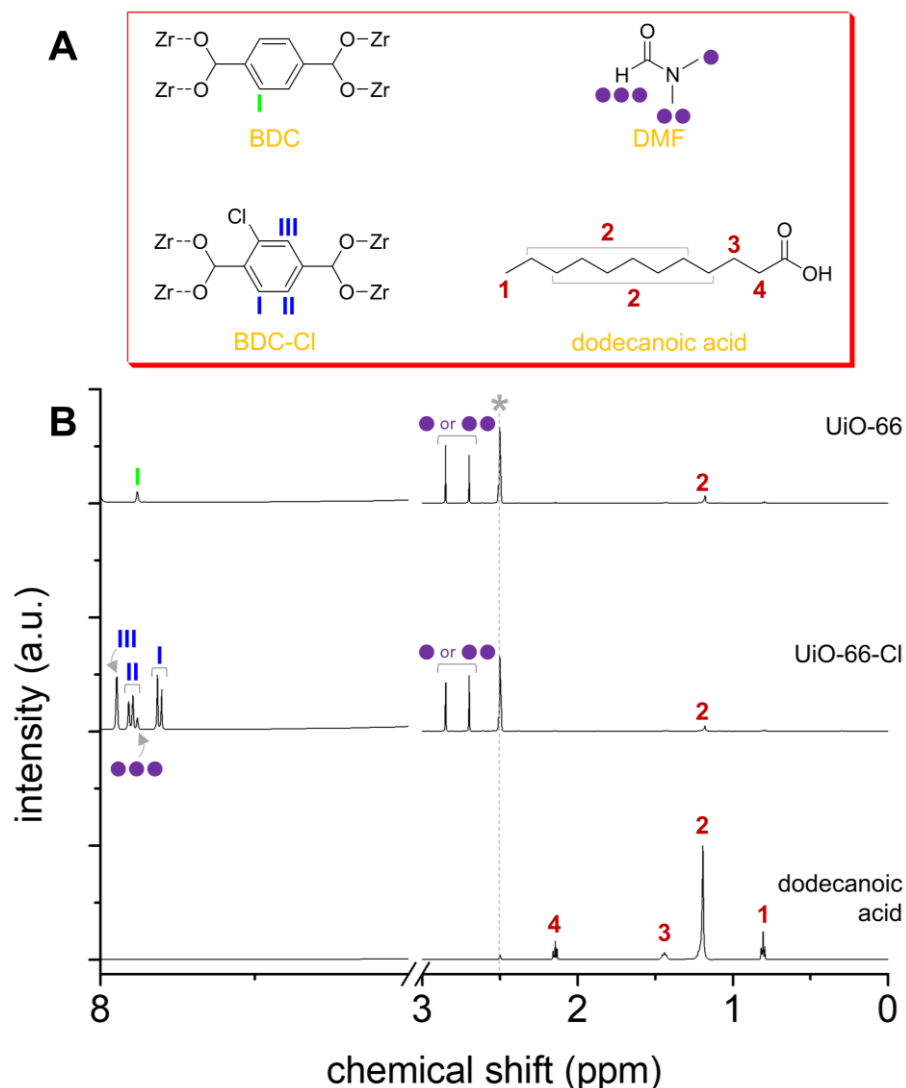 A
Zr---O O-Zr
Zr-O O-Zr
I
BDC
O
H N
DMF
Cl
III
Zr---O O-Zr
Zr-O O-Zr
I II
BDC-Cl
2 3 O
OH
1 2 4
dodecanoic acid
B
or * UiO-66
I
2
III
II I
or UiO-66-Cl
2
2
dodecanoic
acid
4 3 1
intensity (a.u.)
8 3 2 1 0
chemical shift (ppm)